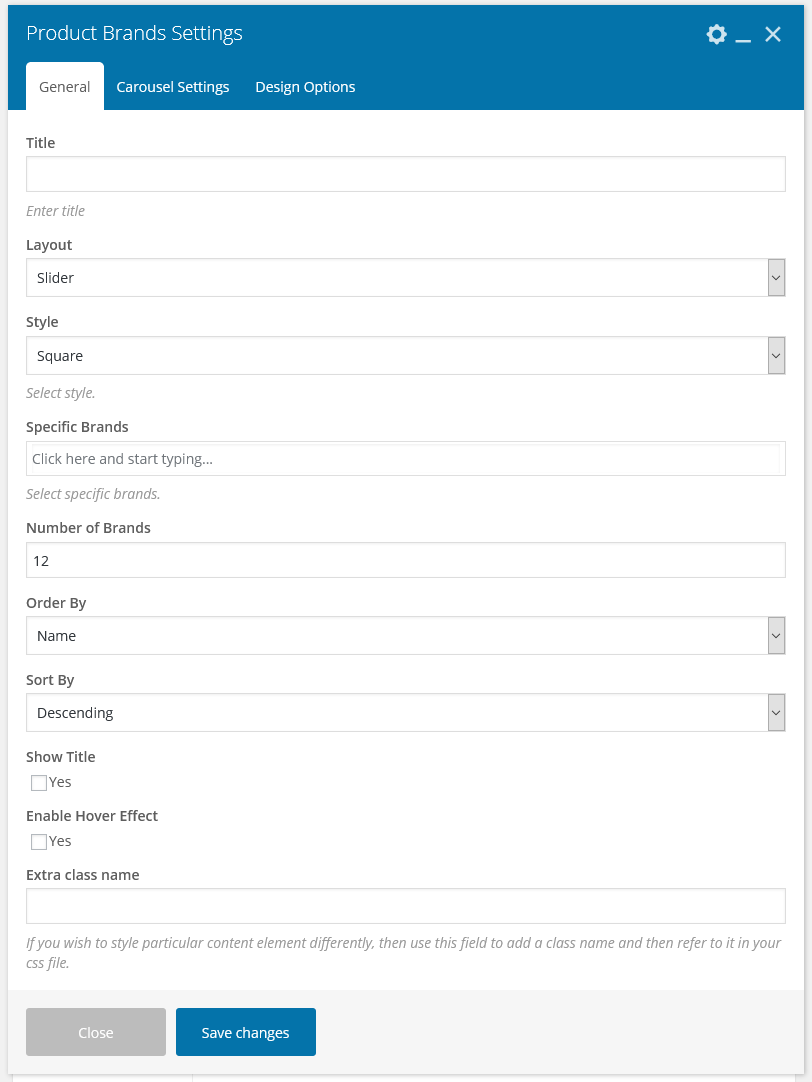 Product Brands Settings
General Carousel Settings Design Options
Title
Enter title
Layout
Slider
Style
Square
Select style.
Specific Brands
Click here and start typing...
Select specific brands.
Number of Brands
12
Order By
Name
Sort By
Descending
Show Title
Yes
Enable Hover Effect
Yes
Extra class name
If you wish to style particular content element differently, then use this field to add a class name and then refer to it in your
css file.
Close Save changes